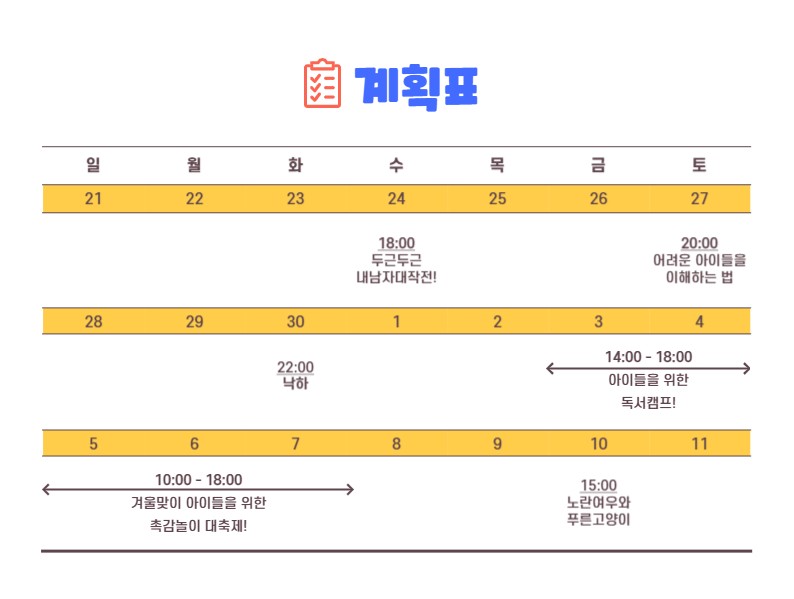 계획표
일 월 화 수 목 금 토
21 22 23 24 25 26 27
18:00
두근두근
내남자대작전!
20:00
어려운 아이들을
이해하는 법
28 29 30 1 2 3 4
22:00
낙하
14:00 - 18:00
아이들을 위한
독서캠프!
5 6 7 8 9 10 11
10:00 - 18:00
겨울맞이 아이들을 위한
촉감놀이 대축제!
15:00
노란여우와
푸른고양이